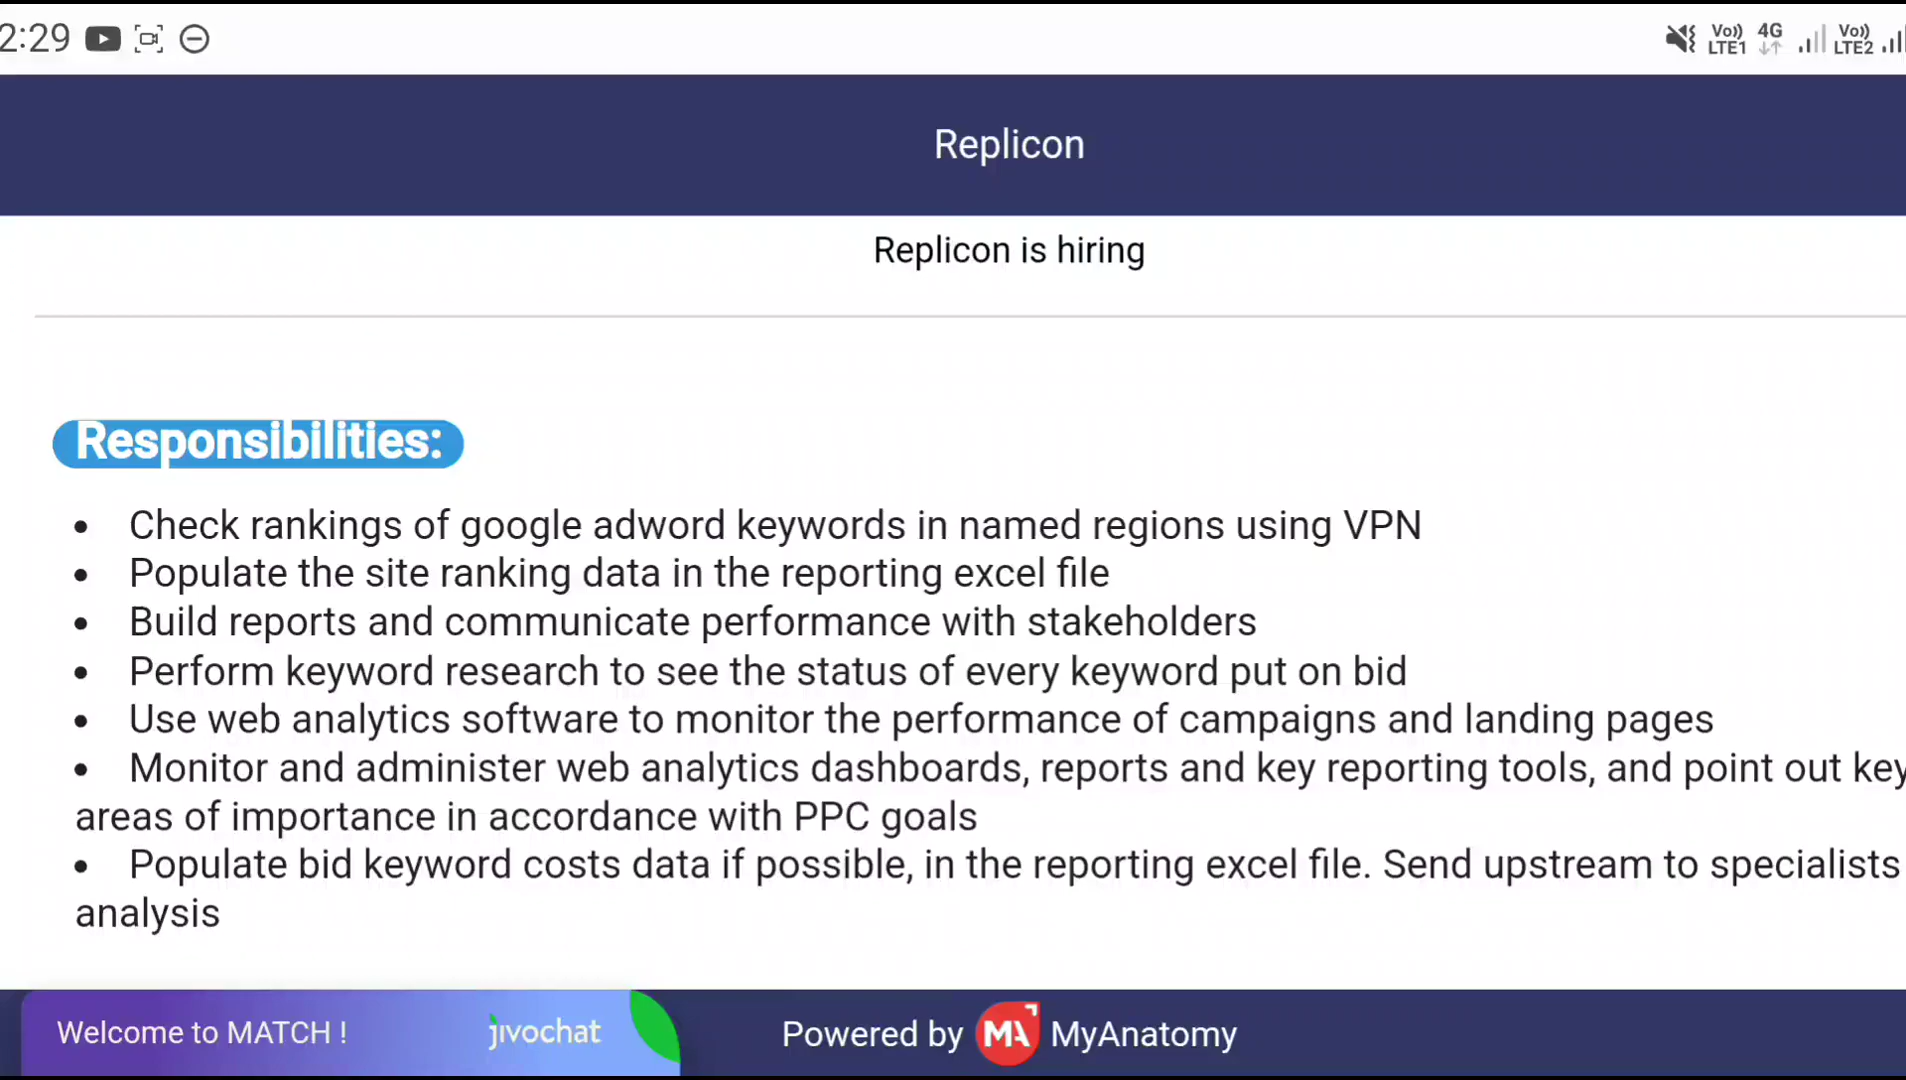 2:29
Vo)) LTE1 4G Vo)) LTE2
Replicon
Replicon is hiring
Responsibilities:
• Check rankings of google adword keywords in named regions using VPN
• Populate the site ranking data in the reporting excel file
• Build reports and communicate performance with stakeholders
• Perform keyword research to see the status of every keyword put on bid
• Use web analytics software to monitor the performance of campaigns and landing pages
• Monitor and administer web analytics dashboards, reports and key reporting tools, and point out key
areas of importance in accordance with PPC goals
• Populate bid keyword costs data if possible, in the reporting excel file. Send upstream to specialists
analysis
Welcome to MATCH ! jivochat Powered by MA MyAnatomy